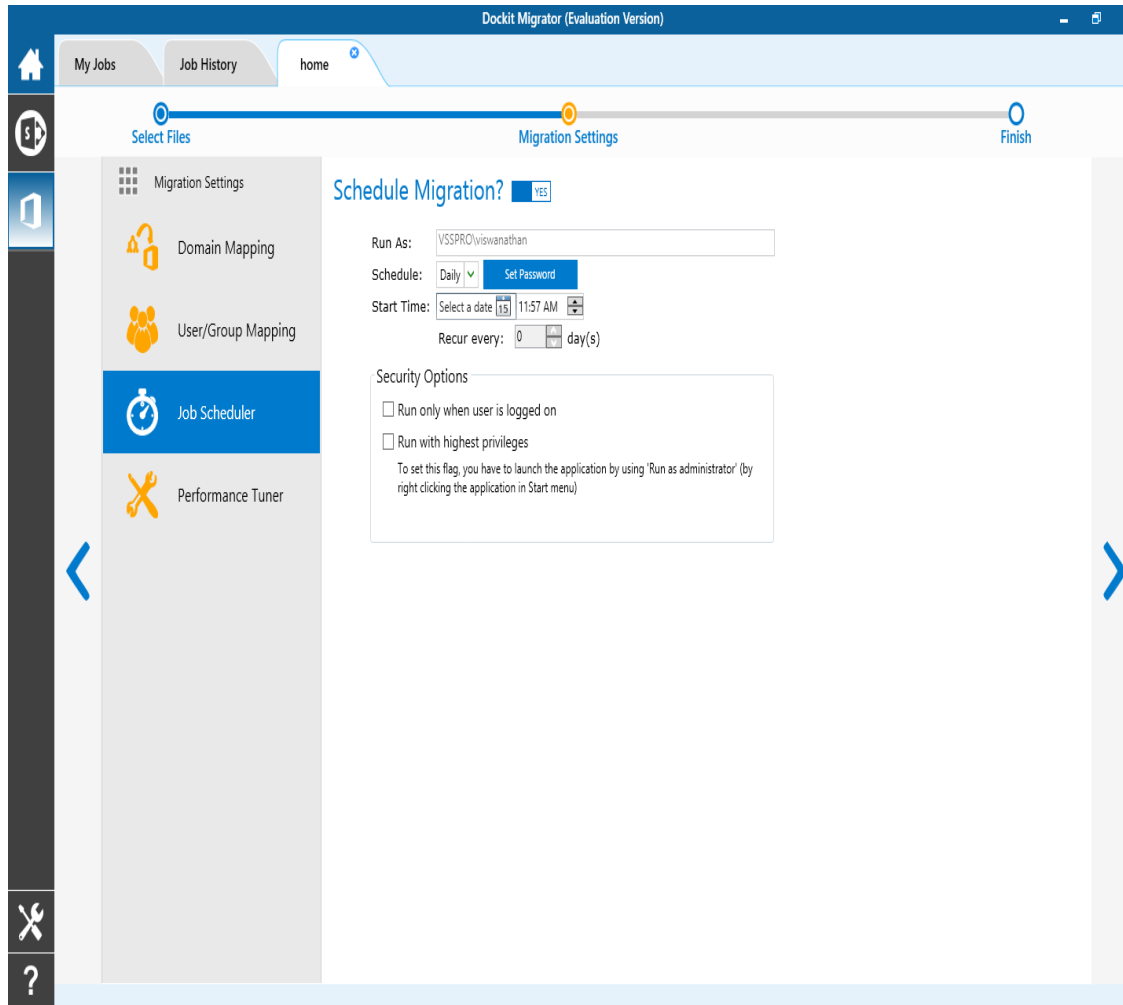 Dockit Migrator (Evaluation Version)
My Jobs
Job History
home
S
Select Files
Migration Settings
Finish
Migration Settings
Domain Mapping
User/Group Mapping
Job Scheduler
Performance Tuner
Schedule Migration? YES
Run As: VSSPRO\viswanathan
Schedule: Daily Set Password
Start Time: Select a date 15 11:57 AM
Recur every: 0 day(s)
Security Options
Run only when user is logged on
Run with highest privileges
To set this flag, you have to launch the application by using 'Run as administrator' (by
right clicking the application in Start menu)
?